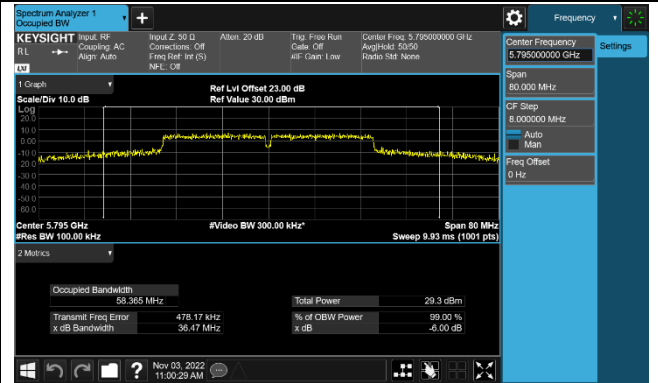 Spectrum Analyzer 1
Occupied BW
+
Frequency
KEYSIGHT Input: RF Input Z: 50 Ω Atten: 20 dB Trig: Free Run Center Freq: 5.795000000 GHz
RL Coupling: AC Corrections: Off Gate: Off Avg|Hold: 50/50
Align: Auto Freq Ref: Int (S) #IF Gain: Low Radio Std: None
NFE: Off
LXI
Center Frequency
5.795000000 GHz
Settings
Span
80.000 MHz
CF Step
8.000000 MHz
Auto
Man
Freq Offset
0 Hz
1 Graph
Ref Lvl Offset 23.00 dB
Scale/Div 10.0 dB Ref Value 30.00 dBm
Log
20.0
10.0
0.00
-10.0
-20.0
-30.0
-40.0
-50.0
-60.0
Center 5.795 GHz #Video BW 300.00 kHz* Span 80 MHz
#Res BW 100.00 kHz Sweep 9.93 ms (1001 pts)
2 Metrics
Occupied Bandwidth
58.365 MHz Total Power 29.3 dBm
Transmit Freq Error 478.17 kHz % of OBW Power 99.00 %
x dB Bandwidth 36.47 MHz x dB -6.00 dB
? Nov 03, 2022
11:00:29 AM